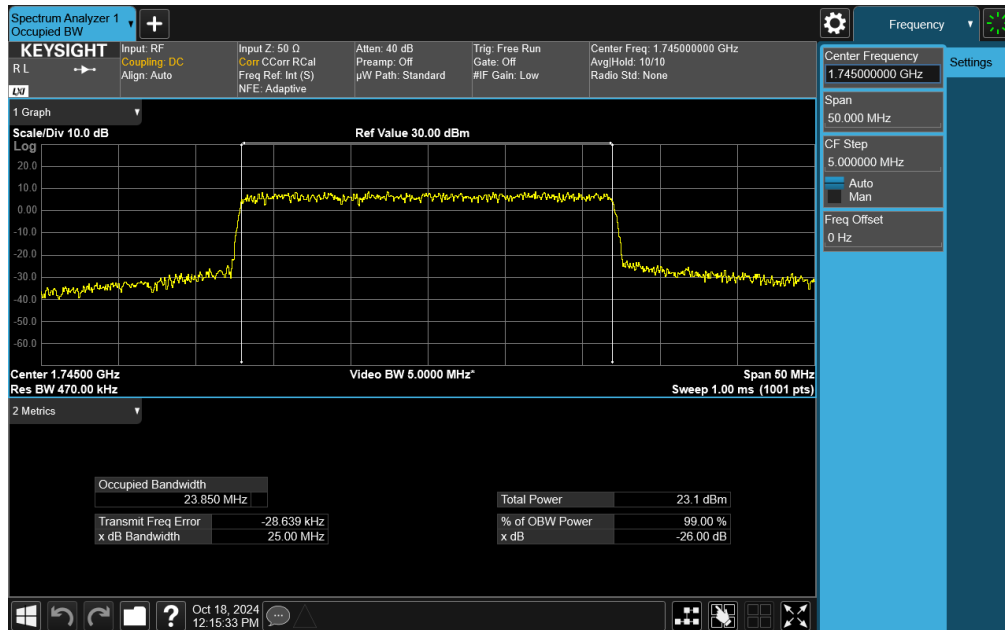 Spectrum Analyzer 1
Occupied BW
Frequency
KEYSIGHT
R L
LXI
Input: RF
Coupling: DC
Align: Auto
Input Z: 50 Ω
Corr CCorr RCal
Freq Ref: Int (S)
NFE: Adaptive
Atten: 40 dB
Preamp: Off
µW Path: Standard
Trig: Free Run
Gate: Off
#IF Gain: Low
Center Freq: 1.745000000 GHz
Avg|Hold: 10/10
Radio Std: None
Center Frequency
1.745000000 GHz
Settings
Span
50.000 MHz
CF Step
5.000000 MHz
Auto
Man
Freq Offset
0 Hz
1 Graph
Scale/Div 10.0 dB
Ref Value 30.00 dBm
Log
20.0
10.0
0.00
-10.0
-20.0
-30.0
-40.0
-50.0
-60.0
Center 1.74500 GHz
Video BW 5.0000 MHz*
Span 50 MHz
Res BW 470.00 kHz
Sweep 1.00 ms (1001 pts)
2 Metrics
Occupied Bandwidth
23.850 MHz
Total Power 23.1 dBm
Transmit Freq Error -28.639 kHz
% of OBW Power 99.00 %
x dB Bandwidth 25.00 MHz
x dB -26.00 dB
Oct 18, 2024
12:15:33 PM